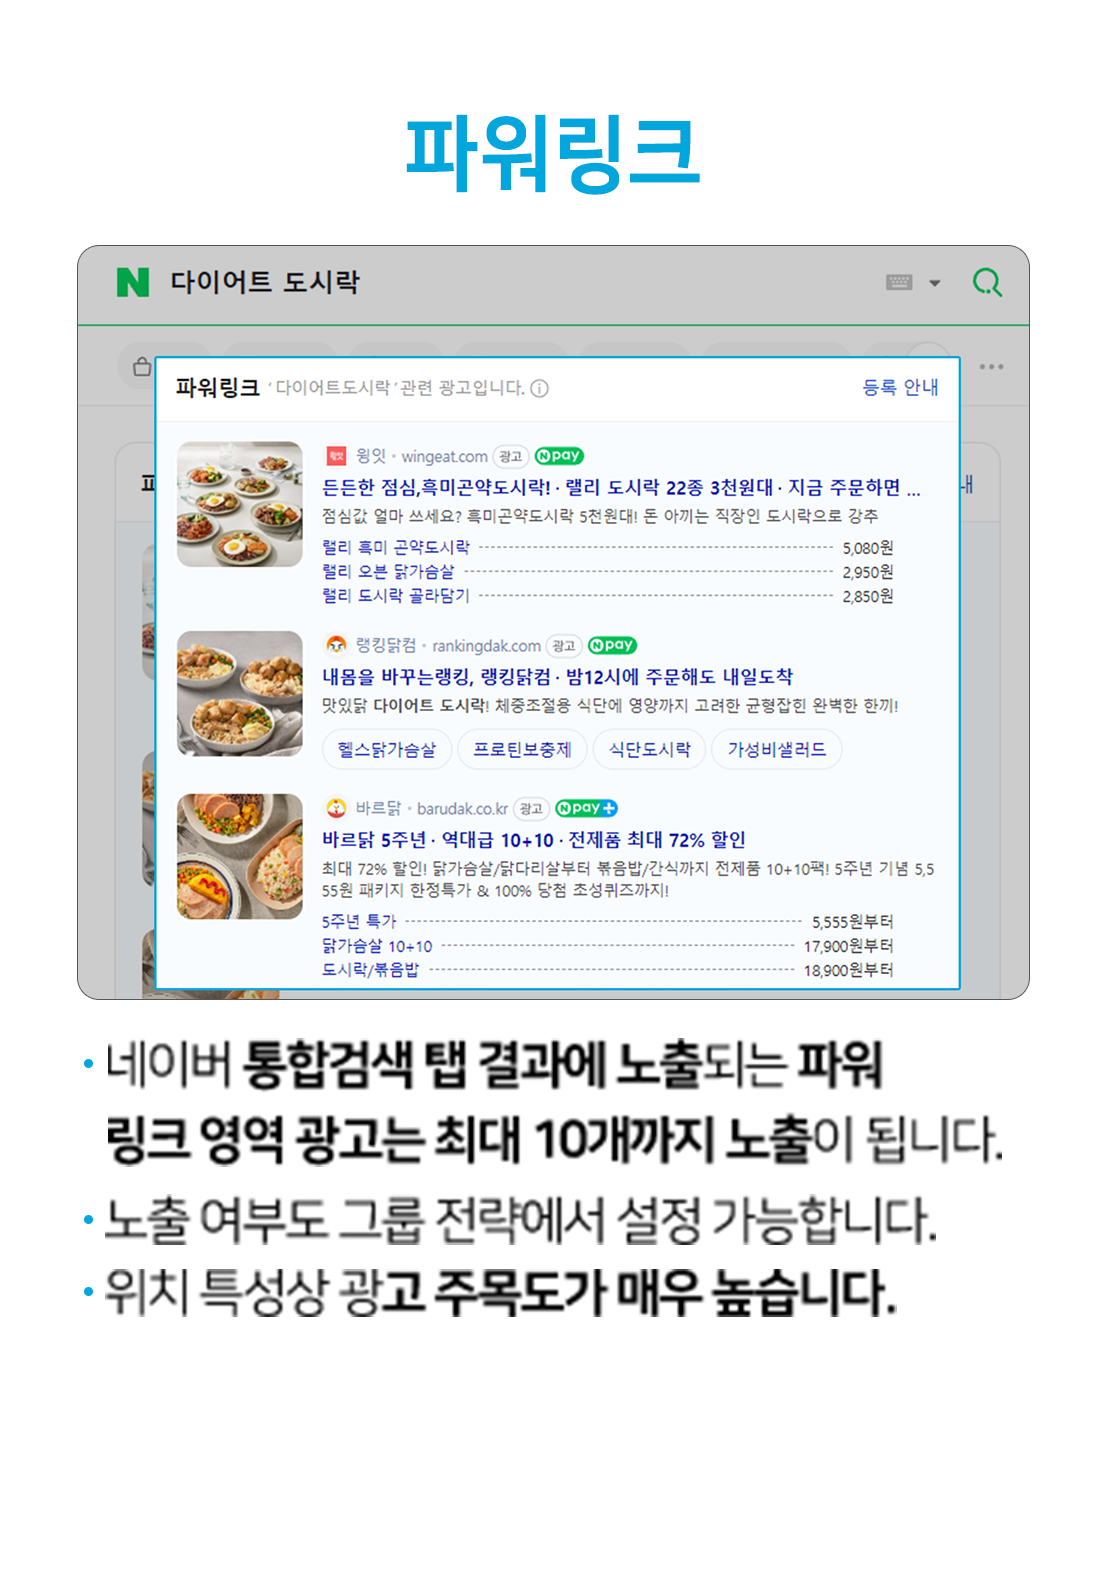 파워링크
N 다이어트 도시락
파워링크 '다이어트도시락' 관련 광고입니다. 등록 안내
윙잇 wingeat.com 광고 N pay
든든한 점심,흑미곤약도시락! · 랠리 도시락 22종 3천원대 · 지금 주문하면 ...
점심값 얼마 쓰세요? 흑미곤약도시락 5천원대! 돈 아끼는 직장인 도시락으로 강추
랠리 흑미 곤약도시락 5,080원
랠리 오븐 닭가슴살 2,950원
랠리 도시락 골라담기 2,850원
랭킹닭컴 rankingdak.com 광고 N pay
내몸을 바꾸는랭킹, 랭킹닭컴 · 밤12시에 주문해도 내일도착
맛있닭 다이어트 도시락! 체중조절용 식단에 영양까지 고려한 균형잡힌 완벽한 한끼!
헬스닭가슴살 프로틴보충제 식단도시락 가성비샐러드
바르닭 barudak.co.kr 광고 N pay+
바르닭 5주년 · 역대급 10+10 · 전제품 최대 72% 할인
최대 72% 할인! 닭가슴살/닭다리살부터 볶음밥/간식까지 전제품 10+10팩! 5주년 기념 5,5
55원 패키지 한정특가 & 100% 당첨 초성퀴즈까지!
5주년 특가 5,555원부터
닭가슴살 10+10 17,900원부터
도시락/볶음밥 18,900원부터
• 네이버 통합검색 탭 결과에 노출되는 파워
링크 영역 광고는 최대 10개까지 노출이 됩니다.
• 노출 여부도 그룹 전략에서 설정 가능합니다.
• 위치 특성상 광고 주목도가 매우 높습니다.